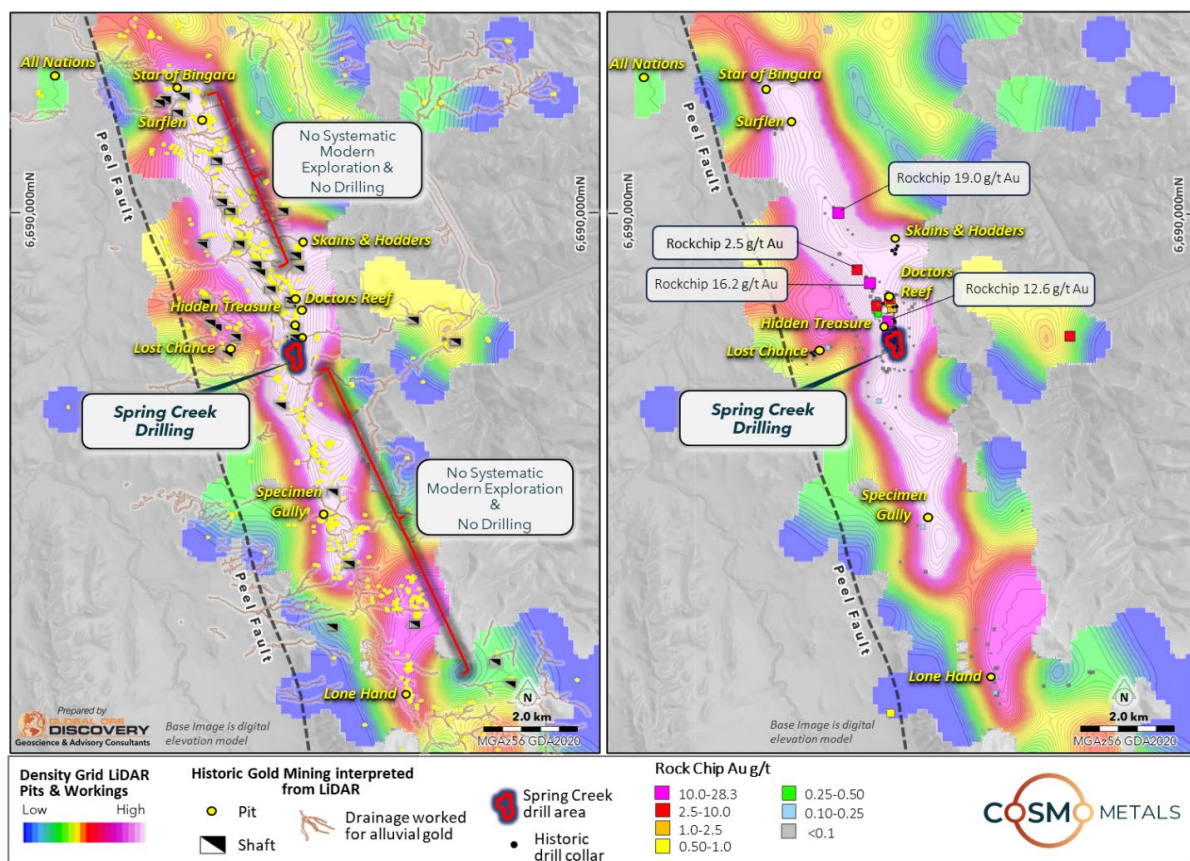 All Nations
Star of Bingara
Surflen
Peel Fault
6,690,000mN
No Systematic
Modern
Exploration &
No Drilling
Skains & Hodders
Doctors Reef
Hidden Treasure
Lost Chance
Spring Creek
Drilling
No Systematic
Modern Exploration
&
No Drilling
Specimen
Gully
Peel Fault
Lone Hand
Prepared by
GLOBAL ORE
DISCOVERY
Geoscience & Advisory Consultants
Base Image is digital
elevation model
N
2.0 km
MGAz56 GDA2020
All Nations
Star of Bingara
Surflen
Peel Fault
6,690,000mN
Rockchip 19.0 g/t Au
Skains & Hodders
Rockchip 2.5 g/t Au
Rockchip 16.2 g/t Au
Doctors
Reef
Rockchip 12.6 g/t Au
Hidden Treasure
Lost Chance
Spring Creek
Drilling
Specimen
Gully
Peel Fault
Lone Hand
Base Image is digital
elevation model
N
2.0 km
MGAz56 GDA2020
Density Grid LiDAR
Pits & Workings
Low High
Historic Gold Mining interpreted
from LiDAR
Pit
Shaft
Drainage worked
for alluvial gold
Spring Creek
drill area
Historic
drill collar
Rock Chip Au g/t
10.0-28.3
2.5-10.0
1.0-2.5
0.50-1.0
0.25-0.50
0.10-0.25
<0.1
COSMO METALS